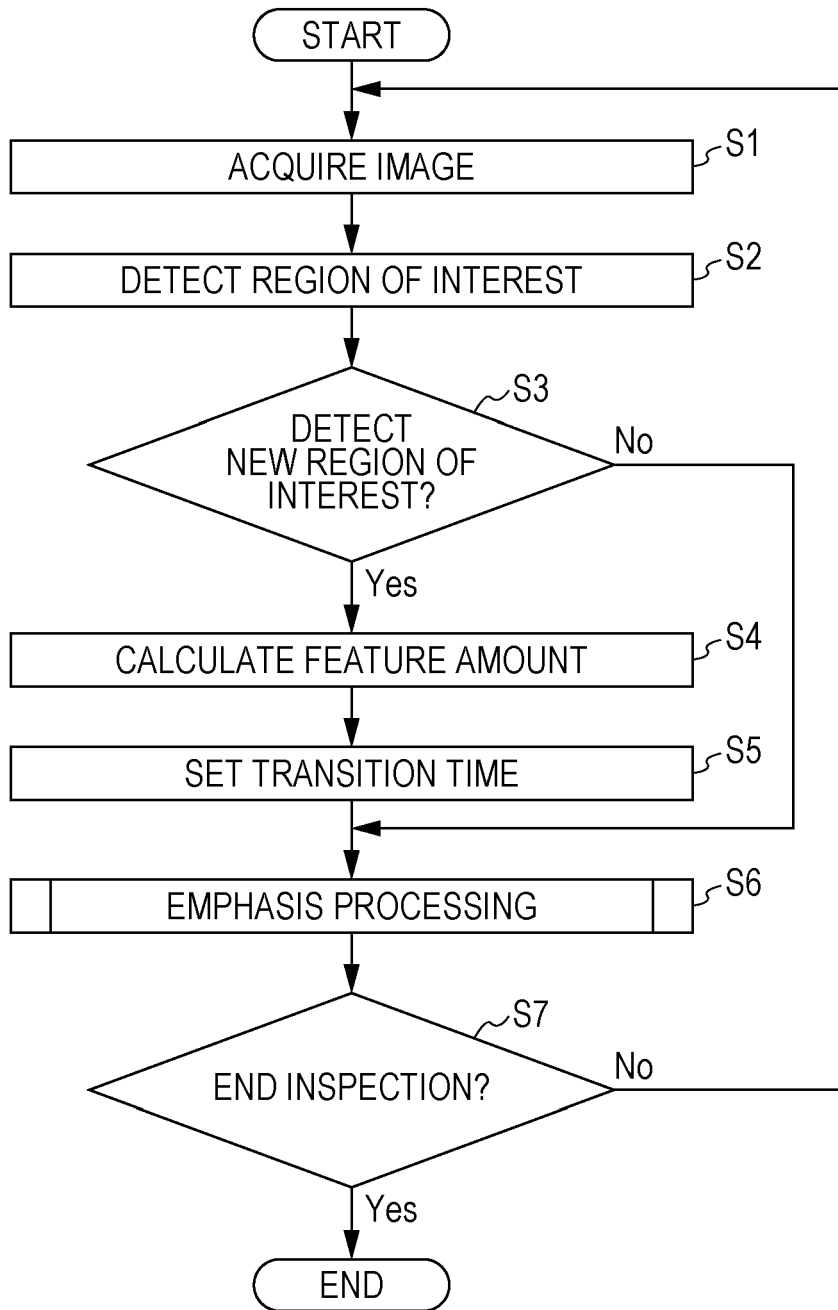 START
ACQUIRE IMAGE
S1
DETECT REGION OF INTEREST
S2
DETECT
NEW REGION OF
INTEREST?
S3
No
Yes
CALCULATE FEATURE AMOUNT
S4
SET TRANSITION TIME
S5
EMPHASIS PROCESSING
S6
END INSPECTION?
S7
No
Yes
END